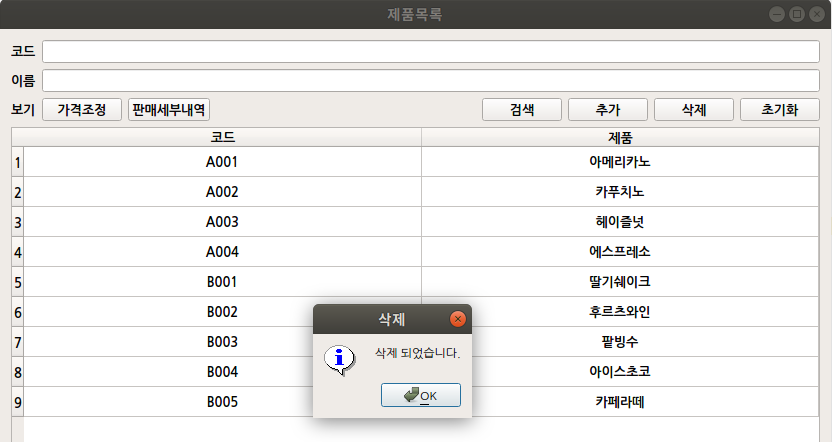 제품목록
코드
이름
보기 가격조정 판매세부내역 검색 추가 삭제 초기화
코드 제품
1 A001 아메리카노
2 A002 카푸치노
3 A003 헤이즐넛
4 A004 에스프레소
5 B001 딸기쉐이크
6 B002 후르츠와인
7 B003 팥빙수
8 B004 아이스초코
9 B005 카페라떼
삭제
삭제 되었습니다.
OK